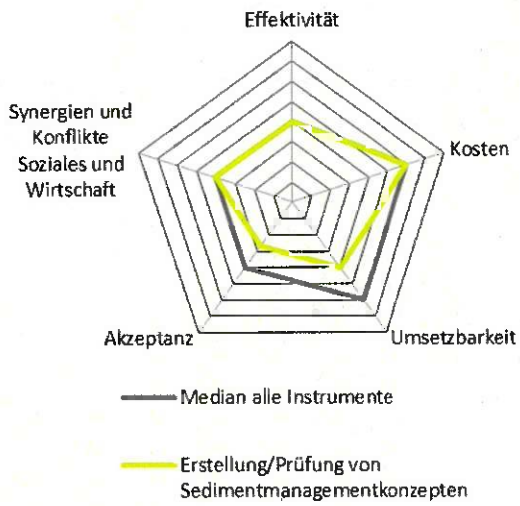 Effektivität
Synergien und
Konflikte
Soziales und
Wirtschaft
Kosten
Akzeptanz
Umsetzbarkeit
Median alle Instrumente
Erstellung/Prüfung von
Sedimentmanagementkonzepten